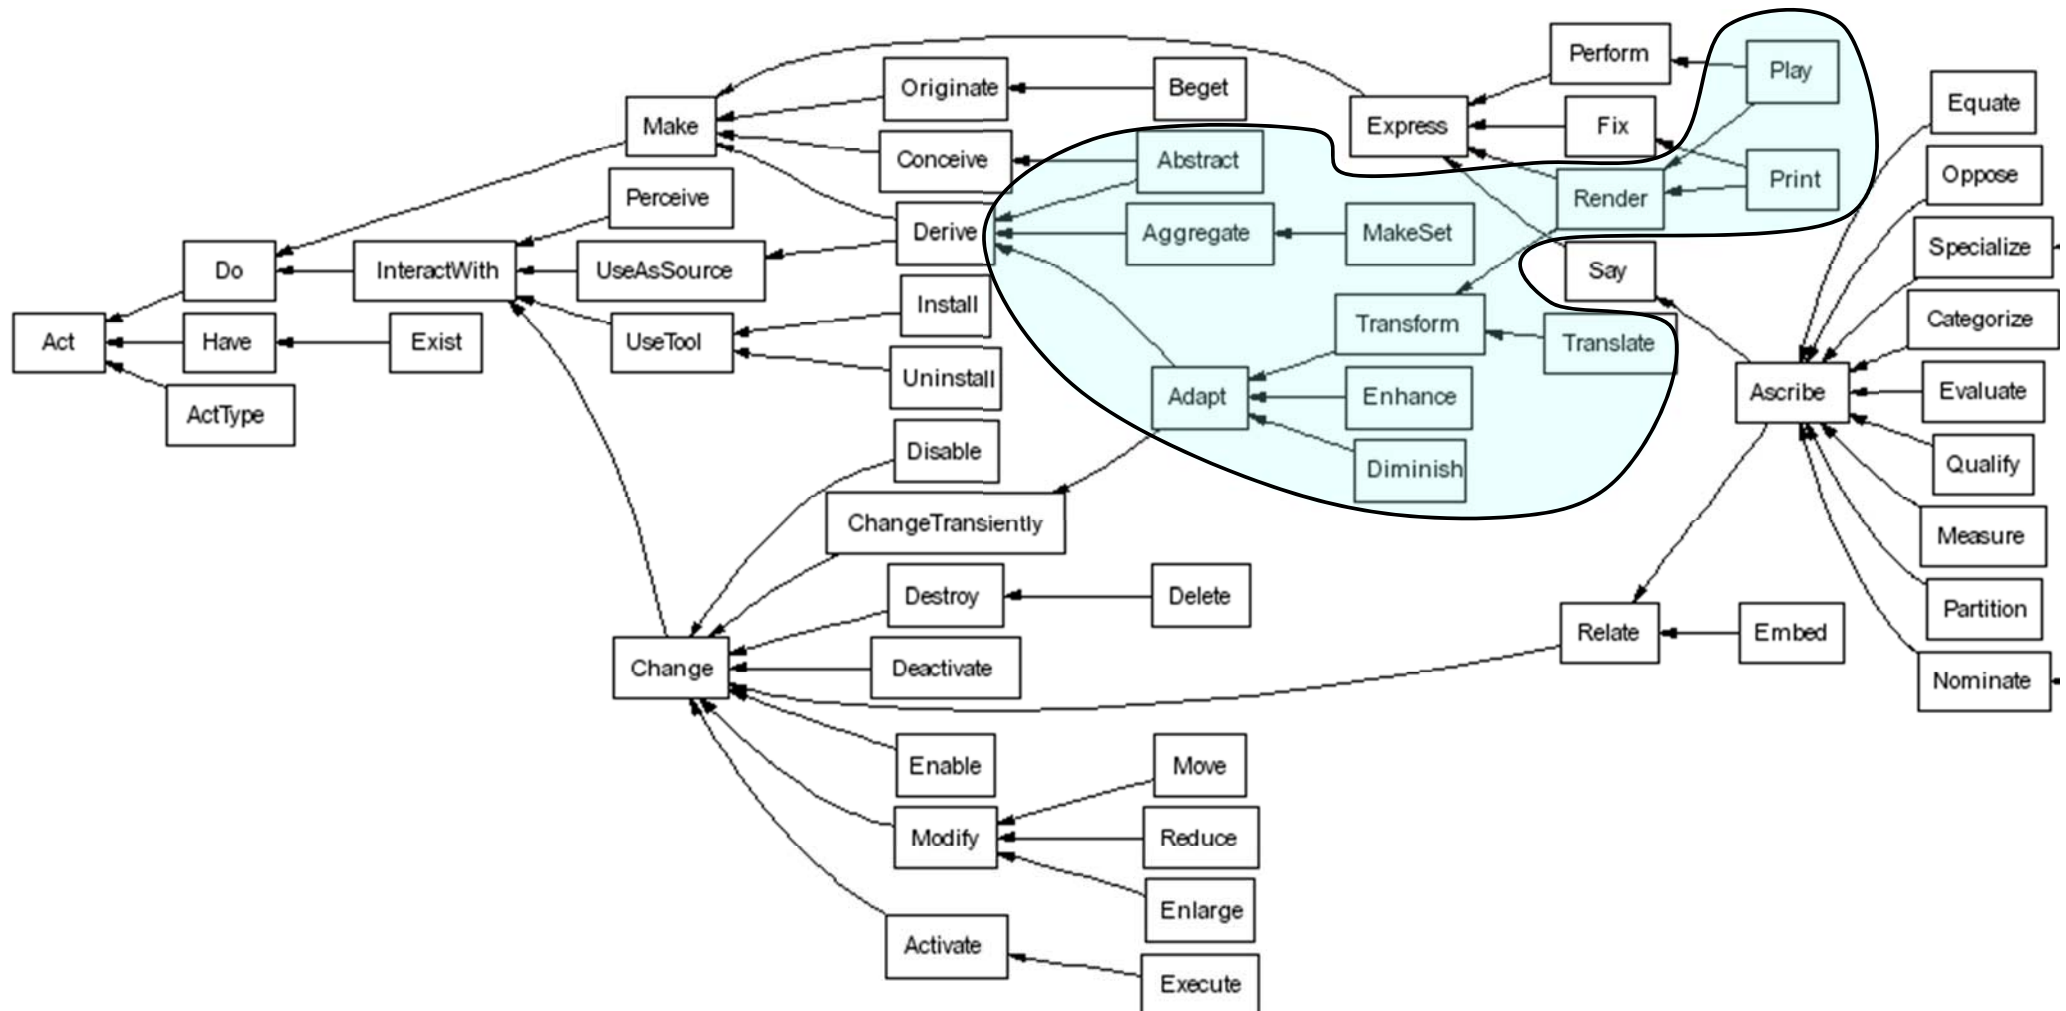 Act
Do
Have
ActType
InteractWith
Exist
Make
Perceive
UseAsSource
UseTool
Change
Originate
Conceive
Derive
Install
Uninstall
Disable
ChangeTransiently
Destroy
Deactivate
Enable
Modify
Activate
Beget
Abstract
Aggregate
Adapt
Delete
Move
Reduce
Enlarge
Execute
Express
MakeSet
Transform
Enhance
Diminish
Perform
Fix
Render
Say
Translate
Relate
Play
Print
Ascribe
Embed
Equate
Oppose
Specialize
Categorize
Evaluate
Qualify
Measure
Partition
Nominate